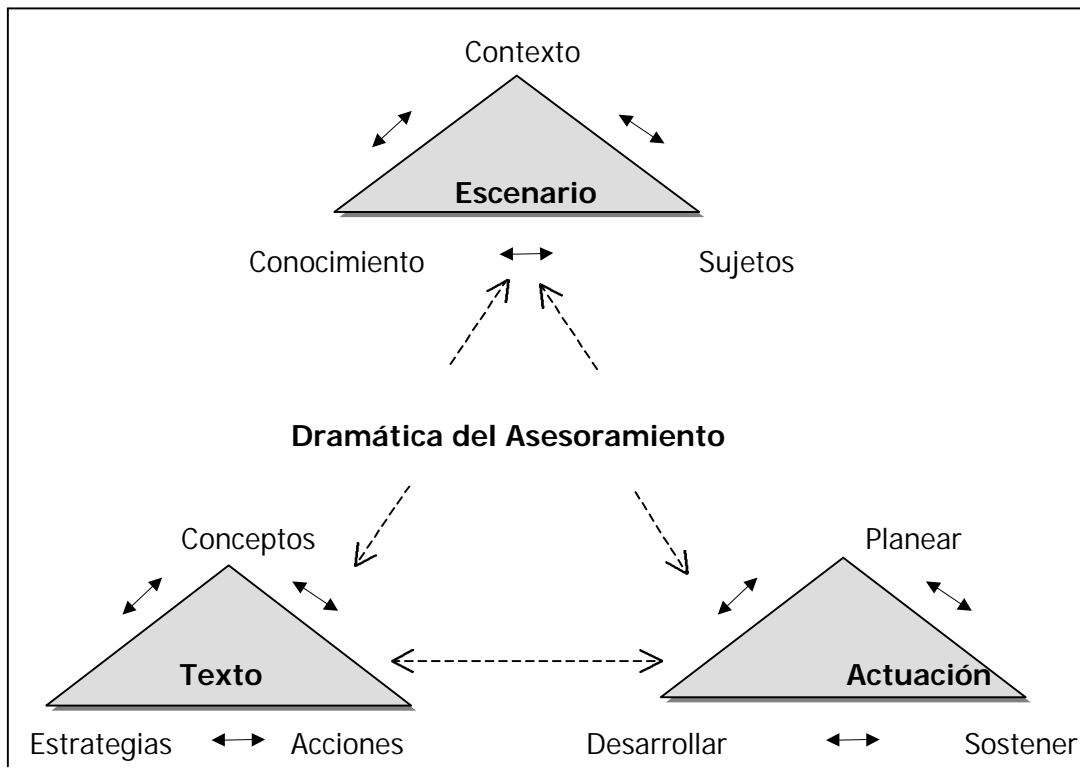 Contexto
Escenario
Conocimiento
Sujetos
Dramática del Asesoramiento
Conceptos
Planear
Texto
Actuación
Estrategias
Acciones
Desarrollar
Sostener